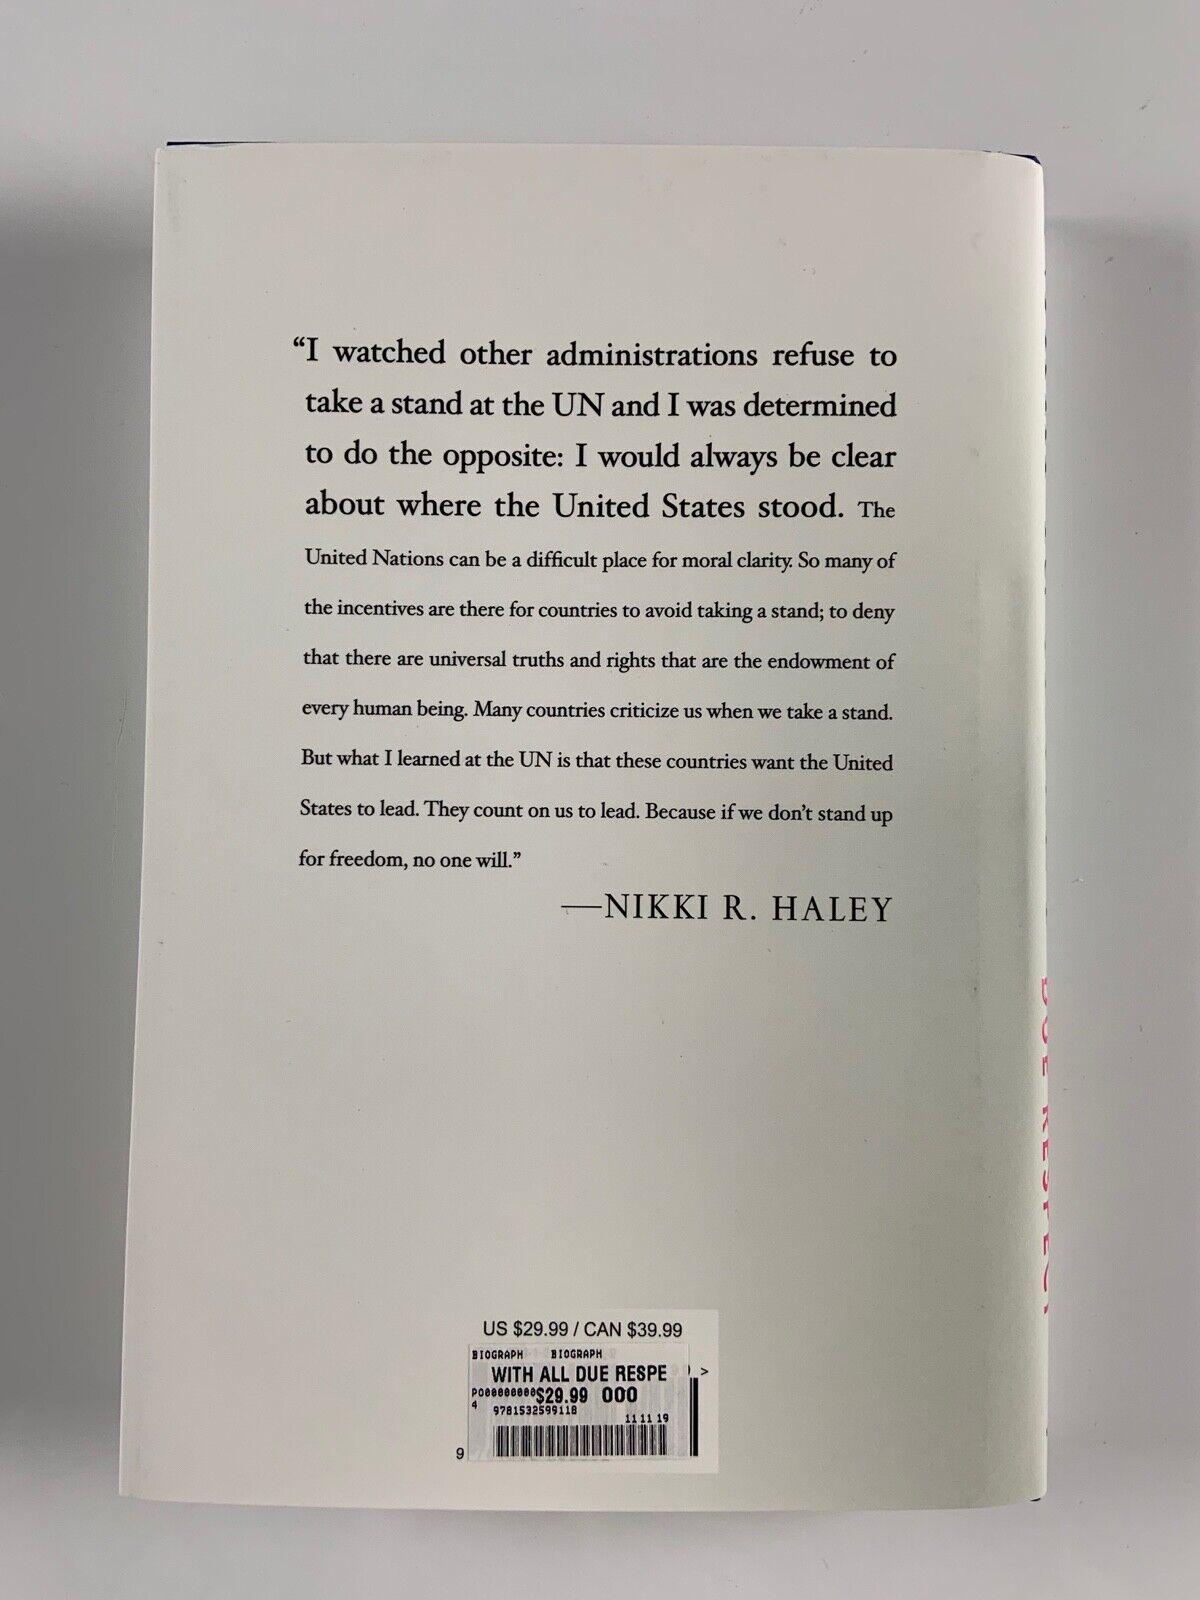 “I watched other administrations refuse to
take a stand at the UN and I was determined
to do the opposite: I would always be clear
about where the United States stood. The
United Nations can be a difficult place for moral clarity. So many of
the incentives are there for countries to avoid taking a stand; to deny
that there are universal truths and rights that are the endowment of
every human being. Many countries criticize us when we take a stand.
But what I learned at the UN is that these countries want the United
States to lead. They count on us to lead. Because if we don’t stand up
for freedom, no one will.”
—NIKKI R. HALEY
DUE RESPECT
US $29.99 / CAN $39.99
BIOGRAPH BIOGRAPH
WITH ALL DUE RESPE
>
PO00000000 $29.99 000
4 9781532599118
11 11 19
9